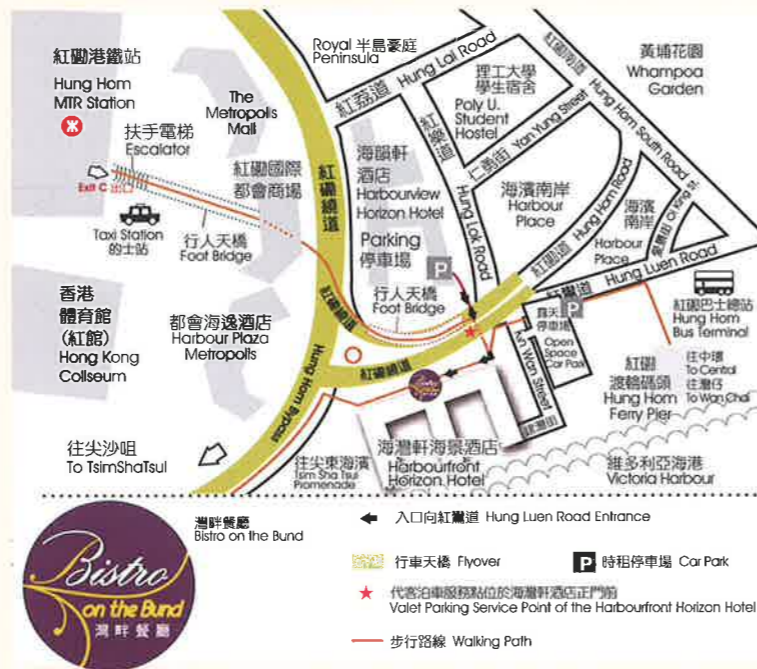 紅磡港鐵站
Hung Hom
MTR Station
扶手電梯
Escalator
Exit C 出口
Taxi Station
的士站
行人天橋
Foot Bridge
The
Metropolis
Mall
紅磡國際
都會商場
Royal 半島豪庭
Peninsula
紅荔道
Hung Lai Road
紅磡繞道
海韻軒
酒店
Harbourview
Horizon Hotel
Parking
停車場
P
行人天橋
Foot Bridge
紅樂道
Hung Lok Road
理工大學
學生宿舍
Poly U.
Student
Hostel
仁勇街
Yan Yung Street
紅磡南道
Hung Hom South Road
黃埔花園
Whampoa
Garden
海濱南岸
Harbour
Place
紅磡道
Hung Hom Road
海濱
南岸
Harbour
Place
Hung Luen Road
紅鸞道
露天
停車場
P
Open
Space
Car Park
紅磡巴士總站
Hung Hom
Bus Terminal
往中環
To Central
往灣仔
To Wan Chai
紅磡
渡輪碼頭
Hung Hom
Ferry Pier
維多利亞海港
Victoria Harbour
香港
體育館
(紅館)
Hong Kong
Coliseum
都會海逸酒店
Harbour Plaza
Metropolis
紅磡繞道
紅磡繞道
Hung Hom Bypass
Bistro
Wan Street
建灣街
海灣軒海景酒店
Harbourfront
Horizon Hotel
往尖沙咀
To TsimShaTsui
往尖東海濱
Tsim Sha Tsui
Promenade
Bistro
on the Bund
灣畔餐廳
灣畔餐廳
Bistro on the Bund
入口向紅鸞道 Hung Luen Road Entrance
行車天橋 Flyover
P 時租停車場 Car Park
代客泊車服務點位於海灣軒酒店正門前
Valet Parking Service Point of the Harbourfront Horizon Hotel
步行路線 Walking Path